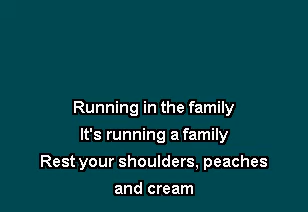 Running in the family
It's running a family
Rest your shoulders, peaches
and cream